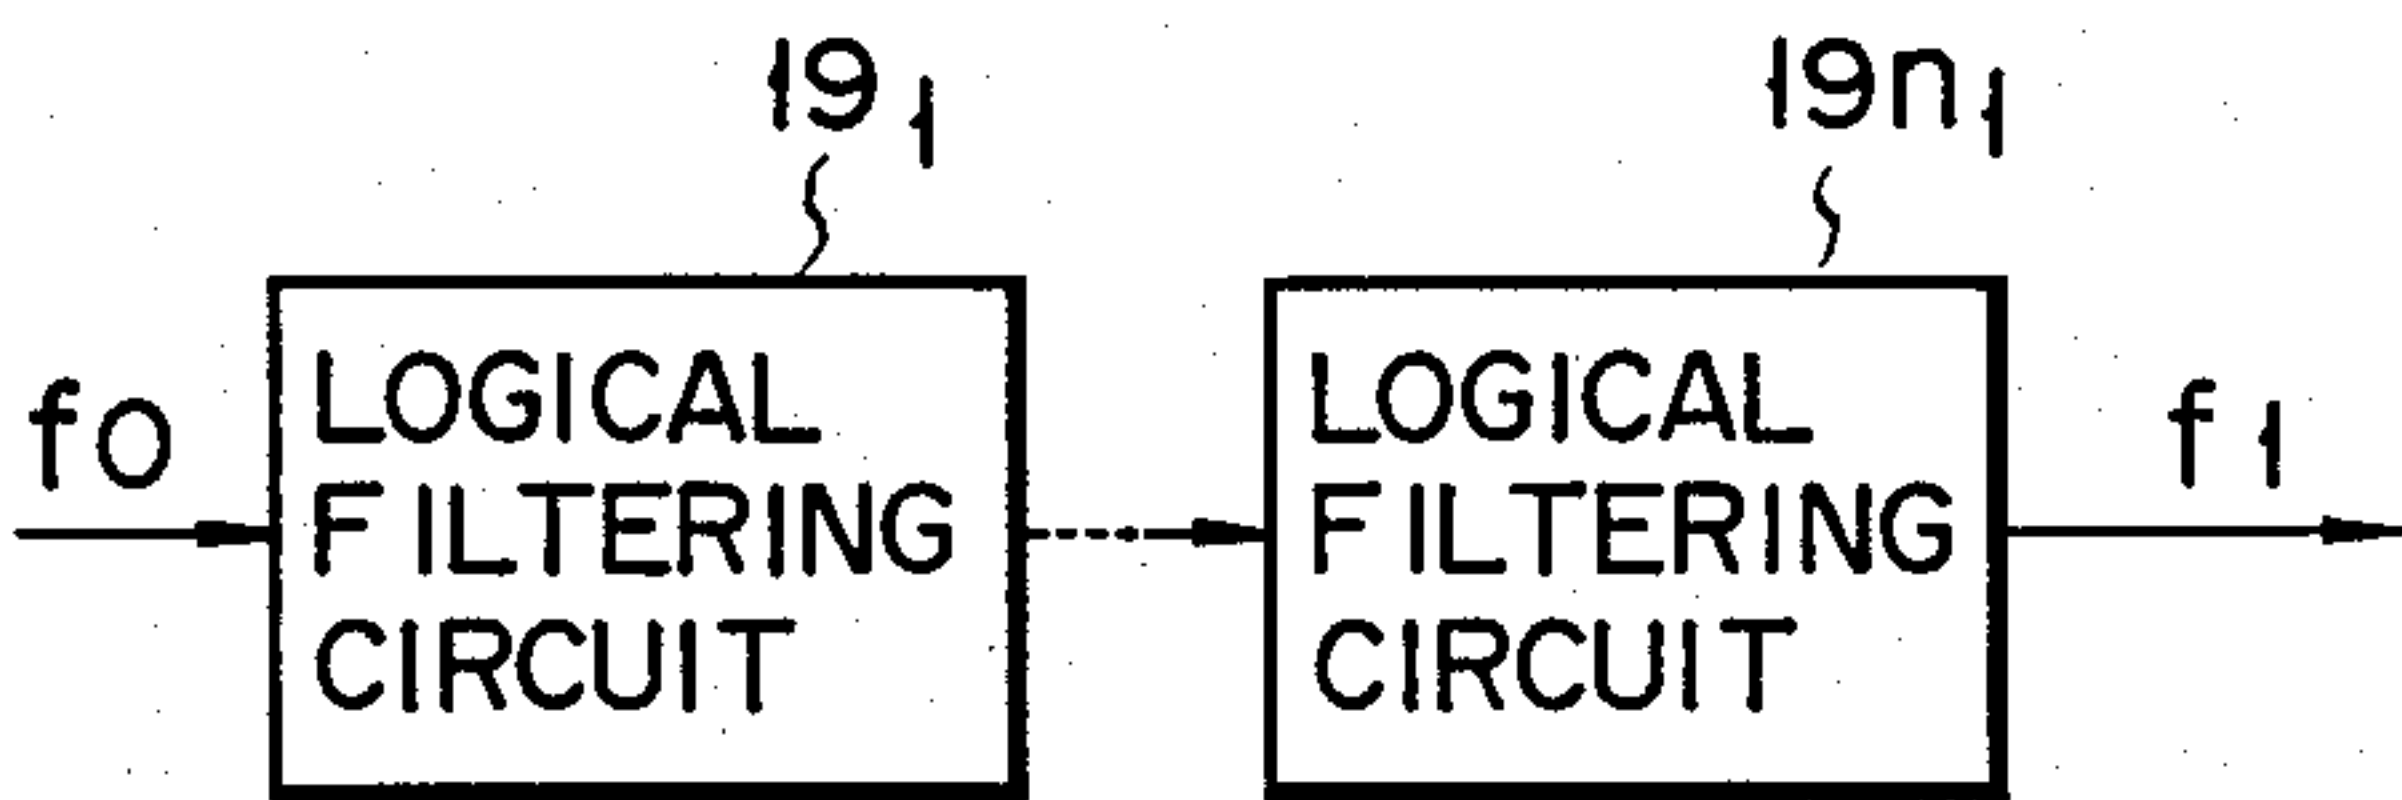 19₁
19n₁
f0
LOGICAL
FILTERING
CIRCUIT
LOGICAL
FILTERING
CIRCUIT
f1